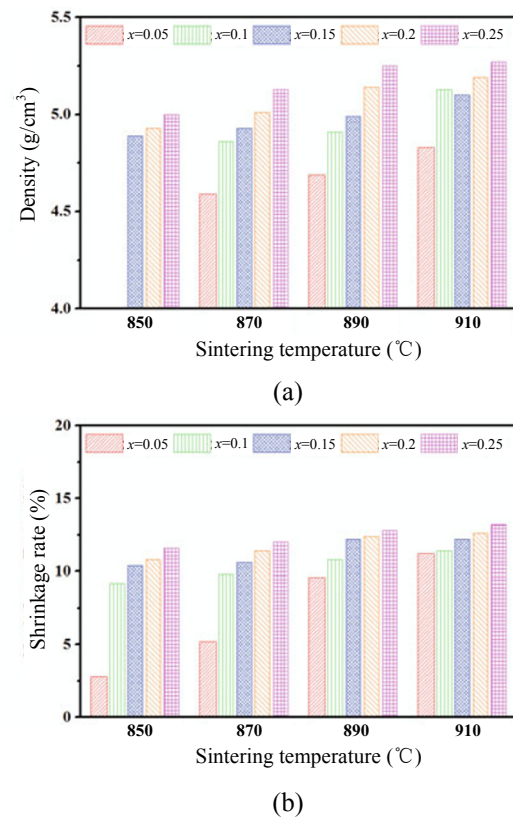 5.5
x=0.05 x=0.1 x=0.15 x=0.2 x=0.25
5.0
Density (g/cm³)
4.5
4.0
850 870 890 910
Sintering temperature (℃)
(a)
20
x=0.05 x=0.1 x=0.15 x=0.2 x=0.25
15
Shrinkage rate (%)
10
5
0
850 870 890 910
Sintering temperature (℃)
(b)